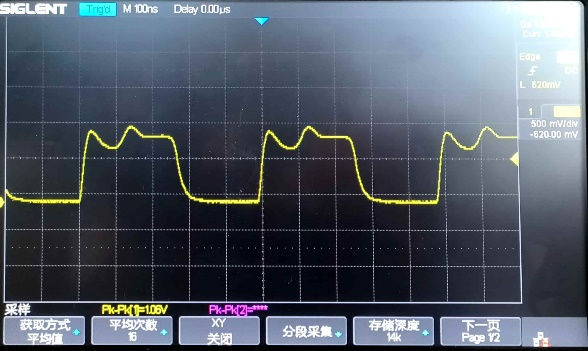 SIGLENT Trig'd M 100ns Delay 0.00µs
Edge
L 620mV
1
500 mV/div
-620.00 mV
采样 Pk-Pk[1]=1.06V Pk-Pk[2]=****
获取方式 平均次数 XY 分段采集 存储深度 下一页
平均值 16 关闭 14k Page 1/2